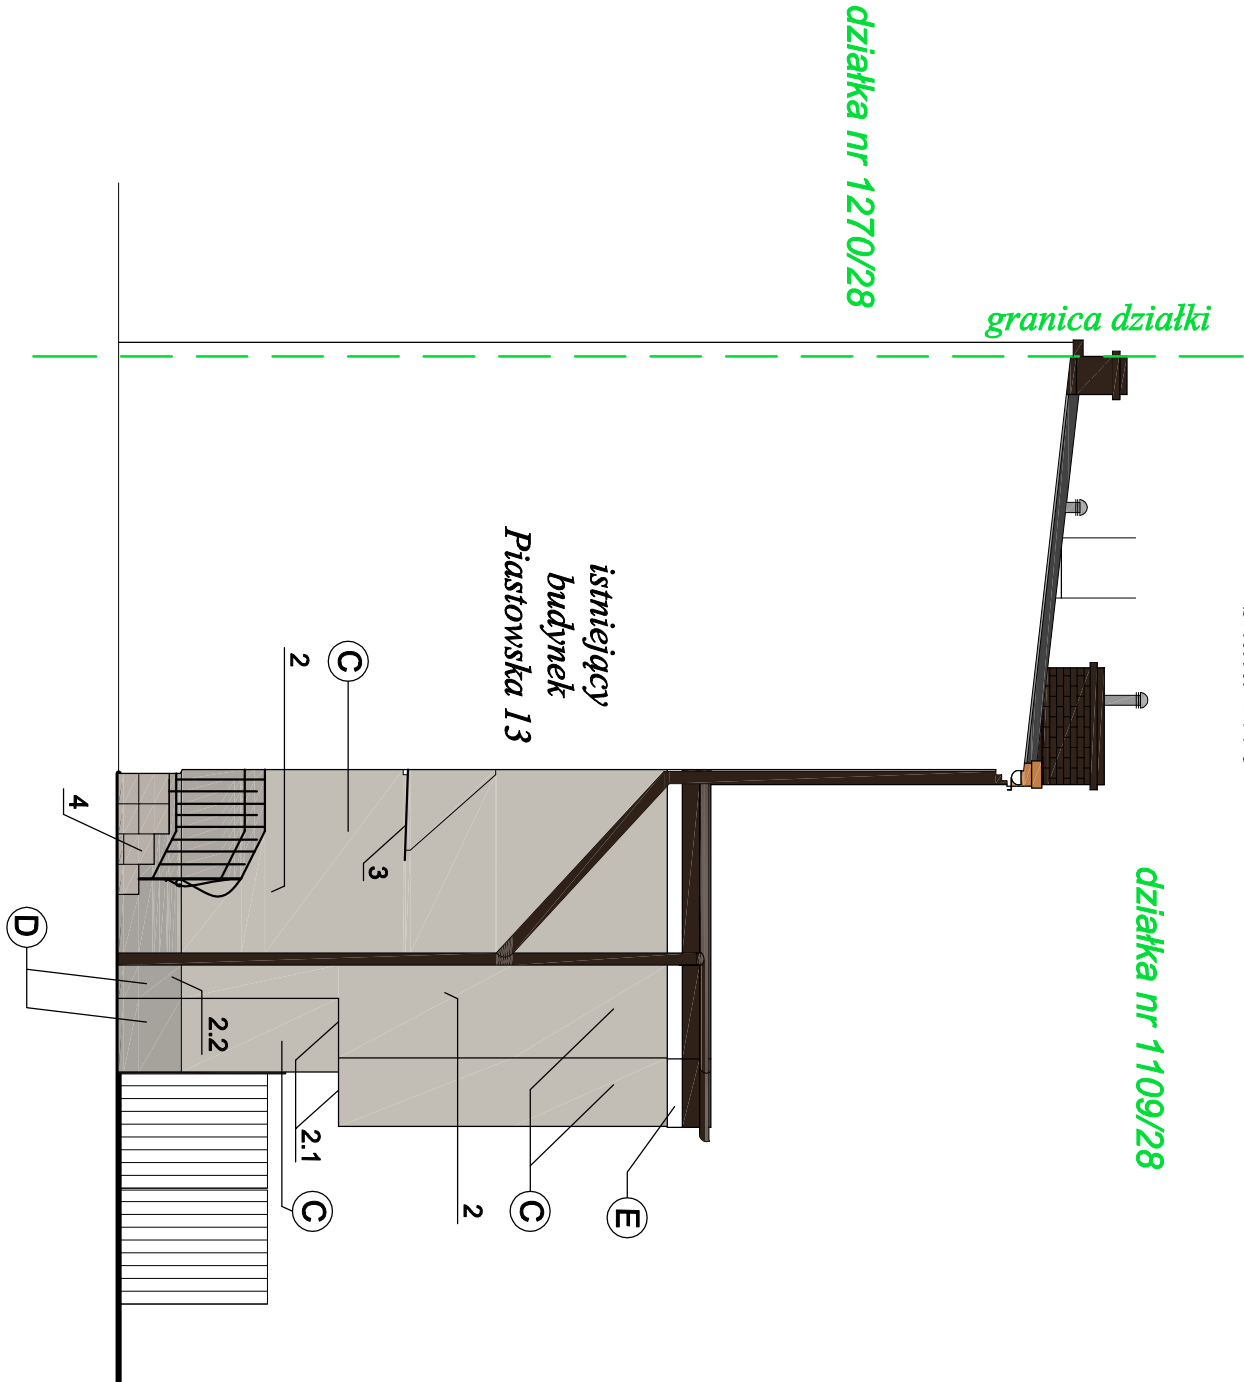 działka nr 1270/28
granica działki
działka nr 1109/28
istniejący
budynek
Piastowska 13
C
2
3
4
D
2.2
2.1
C
2
C
E